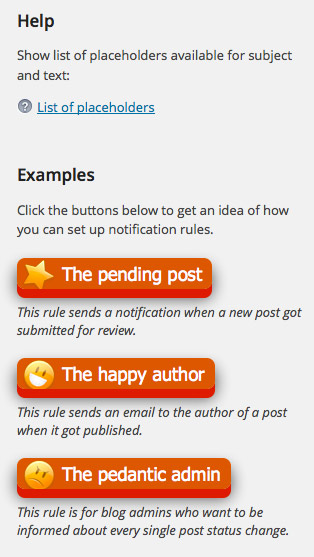 Help
Show list of placeholders available for subject
and text:
List of placeholders
Examples
Click the buttons below to get an idea of how
you can set up notification rules.
The pending post
This rule sends a notification when a new post got
submitted for review.
The happy author
This rule sends an email to the author of a post
when it got published.
The pedantic admin
This rule is for blog admins who want to be
informed about every single post status change.